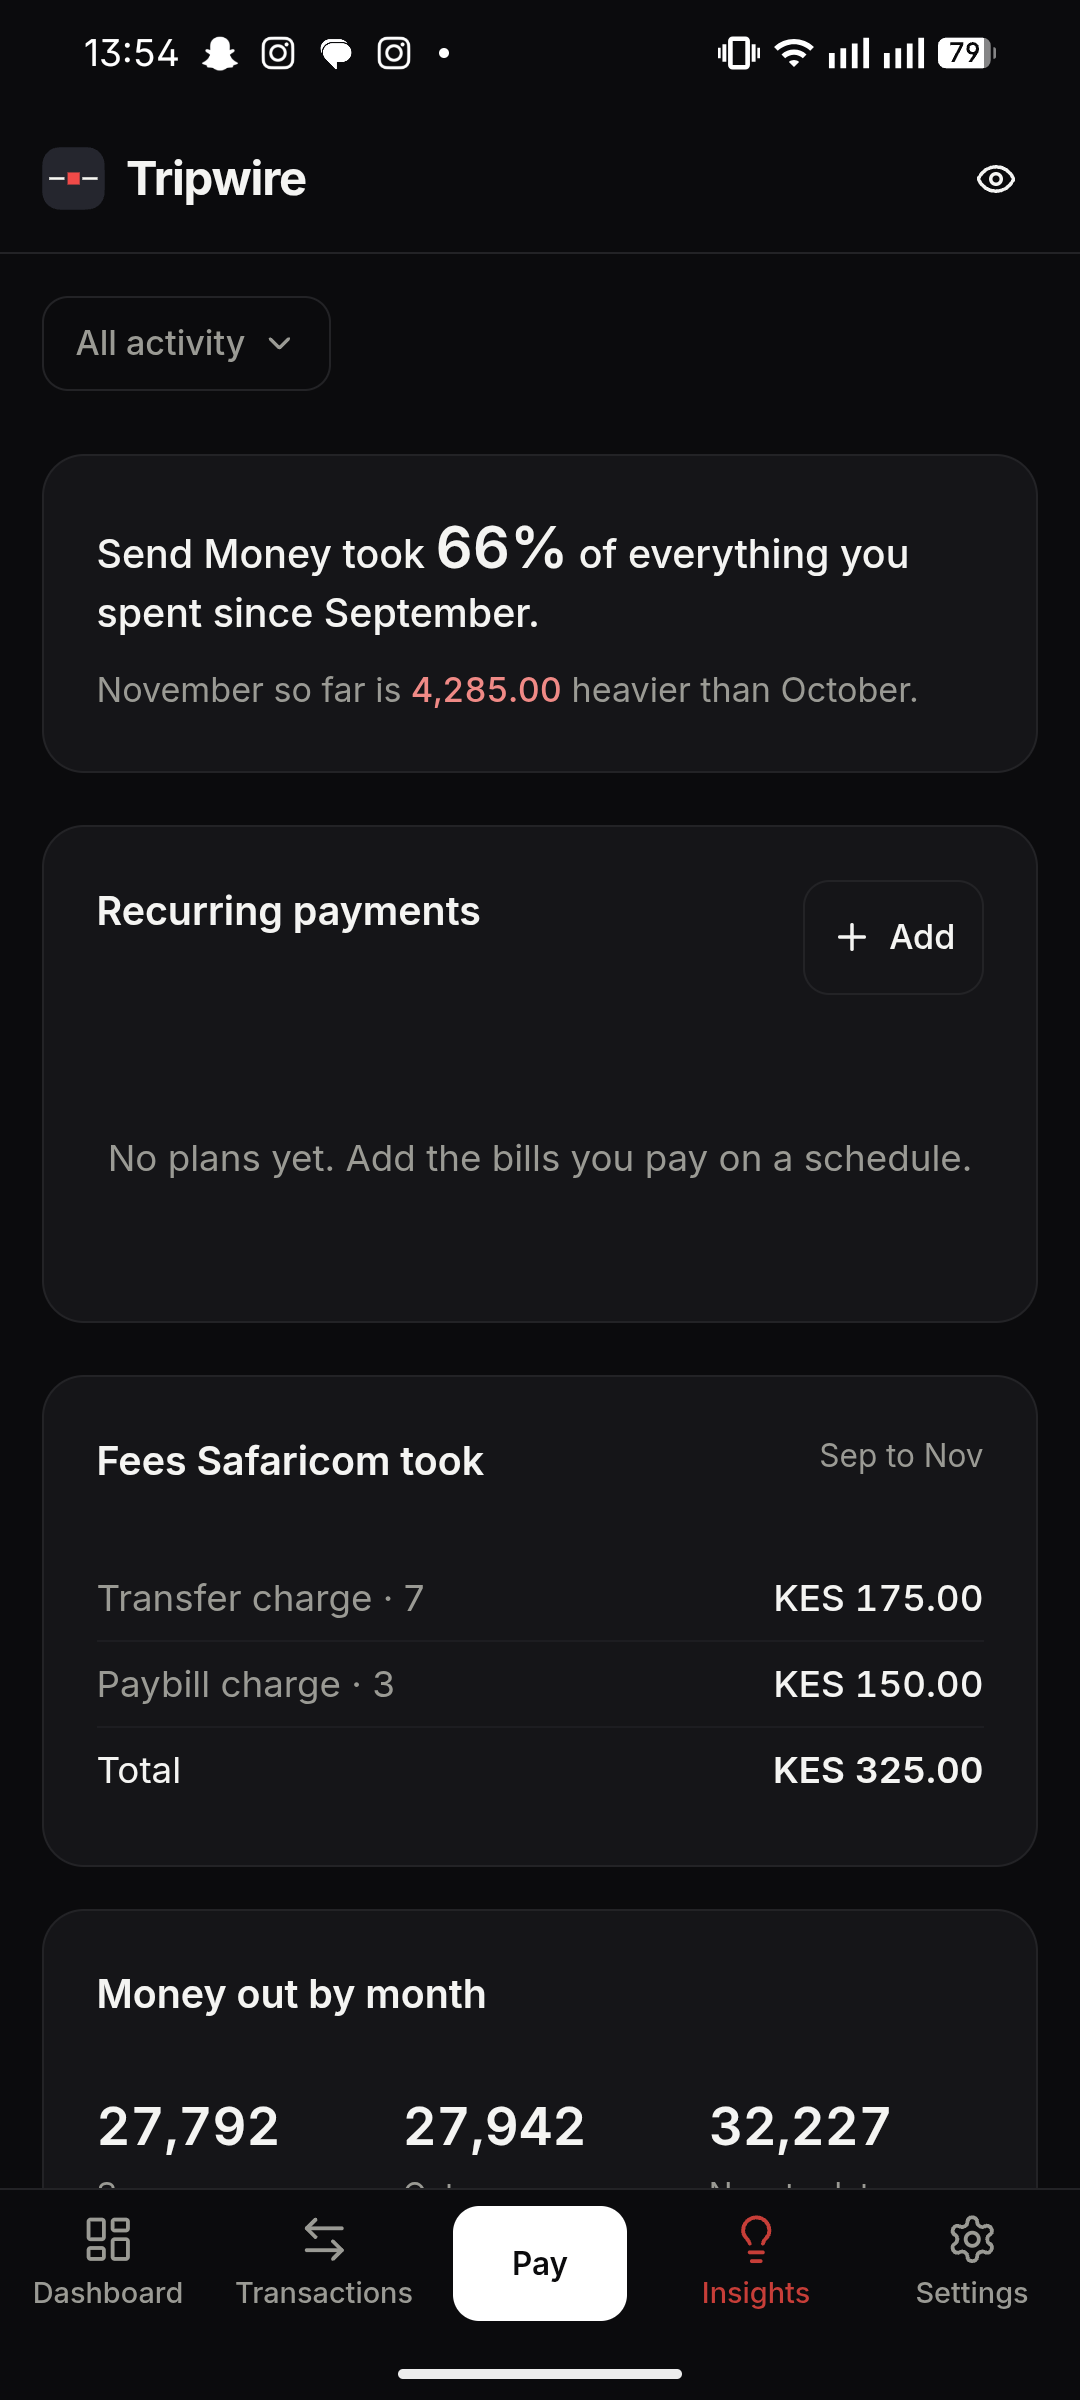 13:54
79
Tripwire
All activity
Send Money took 66% of everything you
spent since September.
November so far is 4,285.00 heavier than October.
Recurring payments
Add
No plans yet. Add the bills you pay on a schedule.
Fees Safaricom took
Sep to Nov
Transfer charge · 7
KES 175.00
Paybill charge · 3
KES 150.00
Total
KES 325.00
Money out by month
27,792
27,942
32,227
Dashboard
Transactions
Pay
Insights
Settings